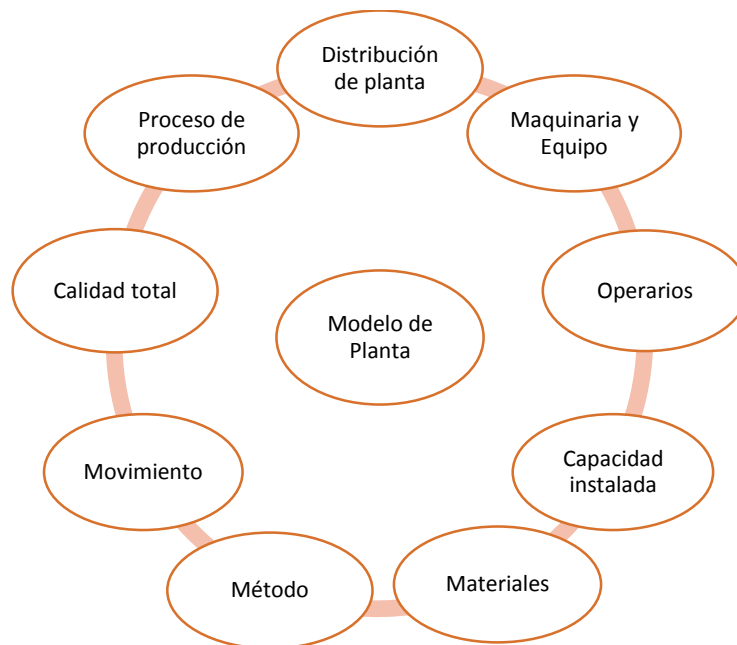 Distribución
de planta
Maquinaria y
Equipo
Operarios
Capacidad
instalada
Materiales
Método
Movimiento
Calidad total
Proceso de
producción
Modelo de
Planta